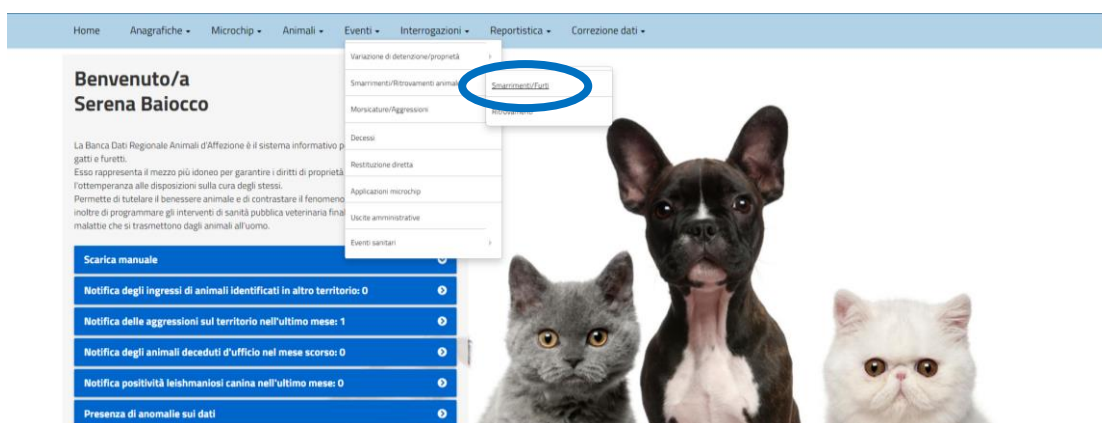 Home Anagrafiche Microchip Animali Eventi Interrogazioni Reportistica Correzione dati
Variazione di detenzione/proprietà
Smarrimenti/Ritrovamenti animale
Smarrimenti/Furti
Ritrovamento
Morsicature/Aggressioni
Decessi
Restituzione diretta
Applicazioni microchip
Uscite amministrative
Eventi sanitari
Benvenuto/a
Serena Baiocco
La Banca Dati Regionale Animali d'Affezione è il sistema informativo p
gatti e furetti.
Esso rappresenta il mezzo più idoneo per garantire i diritti di proprietà
l'ottemperanza alle disposizioni sulla cura degli stessi.
Permette di tutelare il benessere animale e di contrastare il fenomeno
inoltre di programmare gli interventi di sanità pubblica veterinaria final
malattie che si trasmettono dagli animali all'uomo.
Scarica manuale
Notifica degli ingressi di animali identificati in altro territorio: 0
Notifica delle aggressioni sul territorio nell'ultimo mese: 1
Notifica degli animali deceduti d'ufficio nel mese scorso: 0
Notifica positività leishmaniosi canina nell'ultimo mese: 0
Presenza di anomalie sui dati